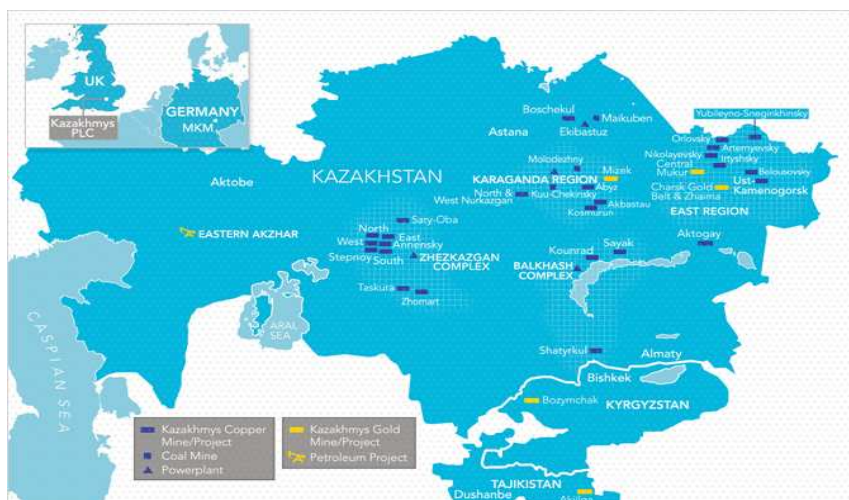 UK
GERMANY
MKM
Kazakhmys
PLC
Boschekul
Maikuben
Ekibastuz
Astana
Yubileyno-Snegirikhinsky
Orlovsky
Artemyevsky
Nikolayevsky
Irtyshsky
Central
Mukur
Belousovsky
Ust-
Kamenogorsk
Charsk Gold
Belt & Zhaima
EAST REGION
Molodezhny
Mizek
KARAGANDA REGION
Kuu-Chekinsky
Abyz
North &
West Nurkazgan
Akbastau
Kosmurun
KAZAKHSTAN
Aktobe
EASTERN AKZHAR
Sary-Oba
North
East
West
Annensky
Stepnoy
South
ZHEZKAZGAN
COMPLEX
Taskura
Zhomart
Kounrad
Sayak
Aktogay
BALKHASH
COMPLEX
Shatyrkul
Almaty
Bishkek
Bozymchak
KYRGYZSTAN
CASPIAN SEA
ARAL
SEA
Kazakhmys Copper
Mine/Project
Coal Mine
Powerplant
Kazakhmys Gold
Mine/Project
Petroleum Project
TAJIKISTAN
Dushanbe